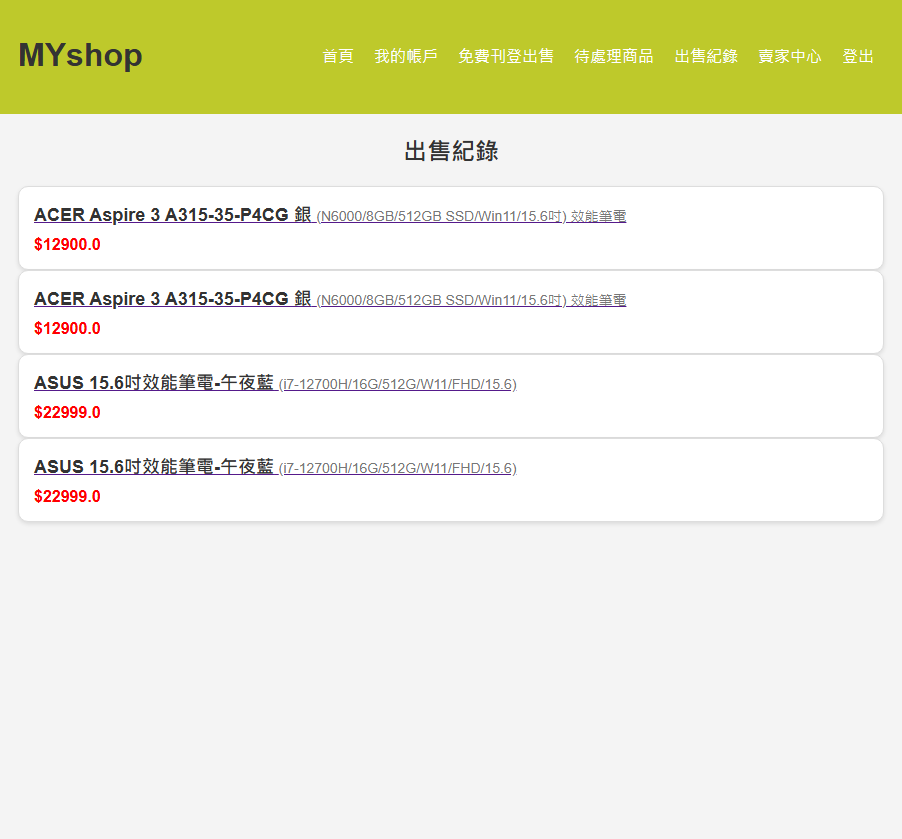 MYshop
首頁 我的帳戶 免費刊登出售 待處理商品 出售紀錄 賣家中心 登出
出售紀錄
ACER Aspire 3 A315-35-P4CG 銀 (N6000/8GB/512GB SSD/Win11/15.6吋) 效能筆電
$12900.0
ACER Aspire 3 A315-35-P4CG 銀 (N6000/8GB/512GB SSD/Win11/15.6吋) 效能筆電
$12900.0
ASUS 15.6吋效能筆電-午夜藍 (i7-12700H/16G/512G/W11/FHD/15.6)
$22999.0
ASUS 15.6吋效能筆電-午夜藍 (i7-12700H/16G/512G/W11/FHD/15.6)
$22999.0